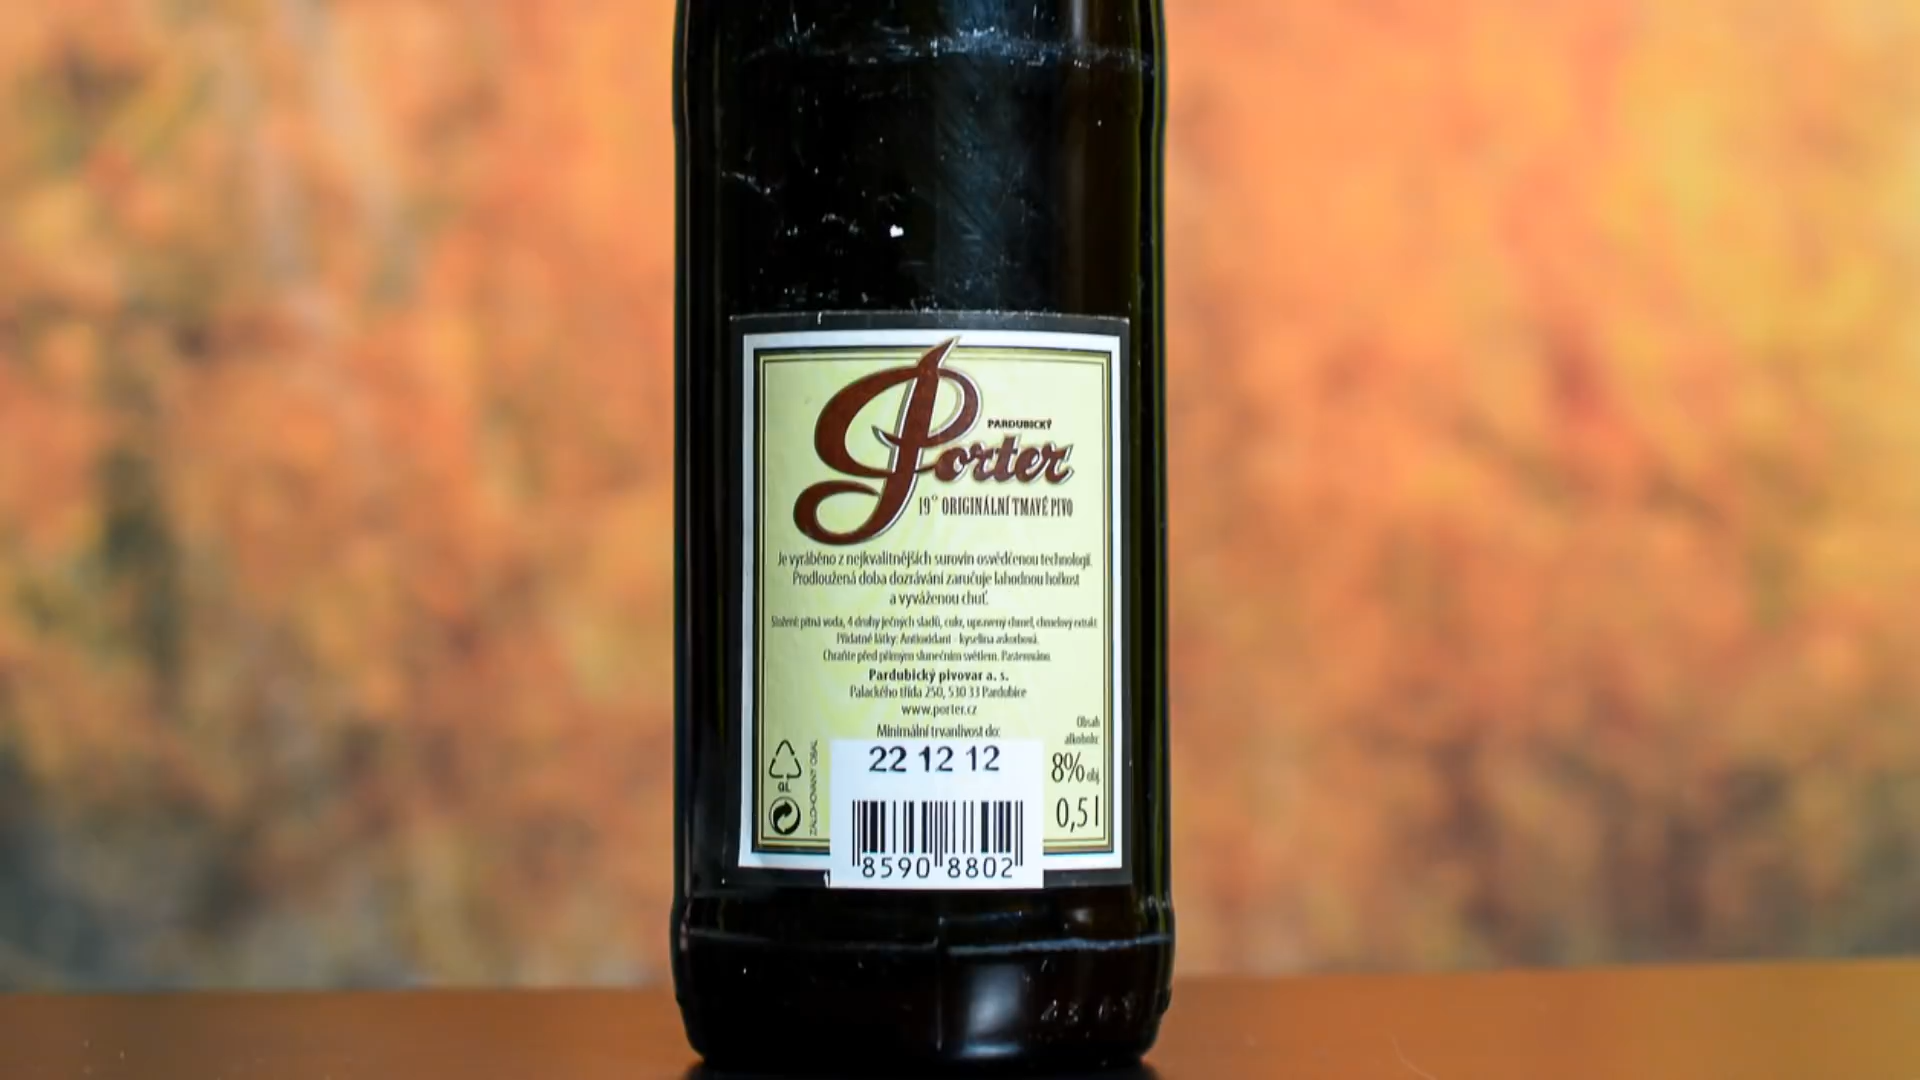 PARDUBICKÝ
Porter
19° ORIGINÁLNÍ TMAVÉ PIVO
Je vyráběno z nejkvalitnějších surovin osvědčenou technologií.
Prodloužená doba dozrávání zaručuje lahodnou hořkost
a vyváženou chuť.
Složení: pitná voda, 4 druhy ječných sladů, cukr, upravený chmel, chmelový extrakt.
Přídatné látky: Antioxidant - kyselina askorbová.
Chraňte před přímým slunečním světlem. Pasterováno.
Pardubický pivovar a. s.
Palackého třída 250, 530 33 Pardubice
www.porter.cz
Minimální trvanlivost do:
22 12 12
Obsah
alkoholu:
8% obj.
0,5 l
ZÁLOHOVANÝ OBAL
8590 8802